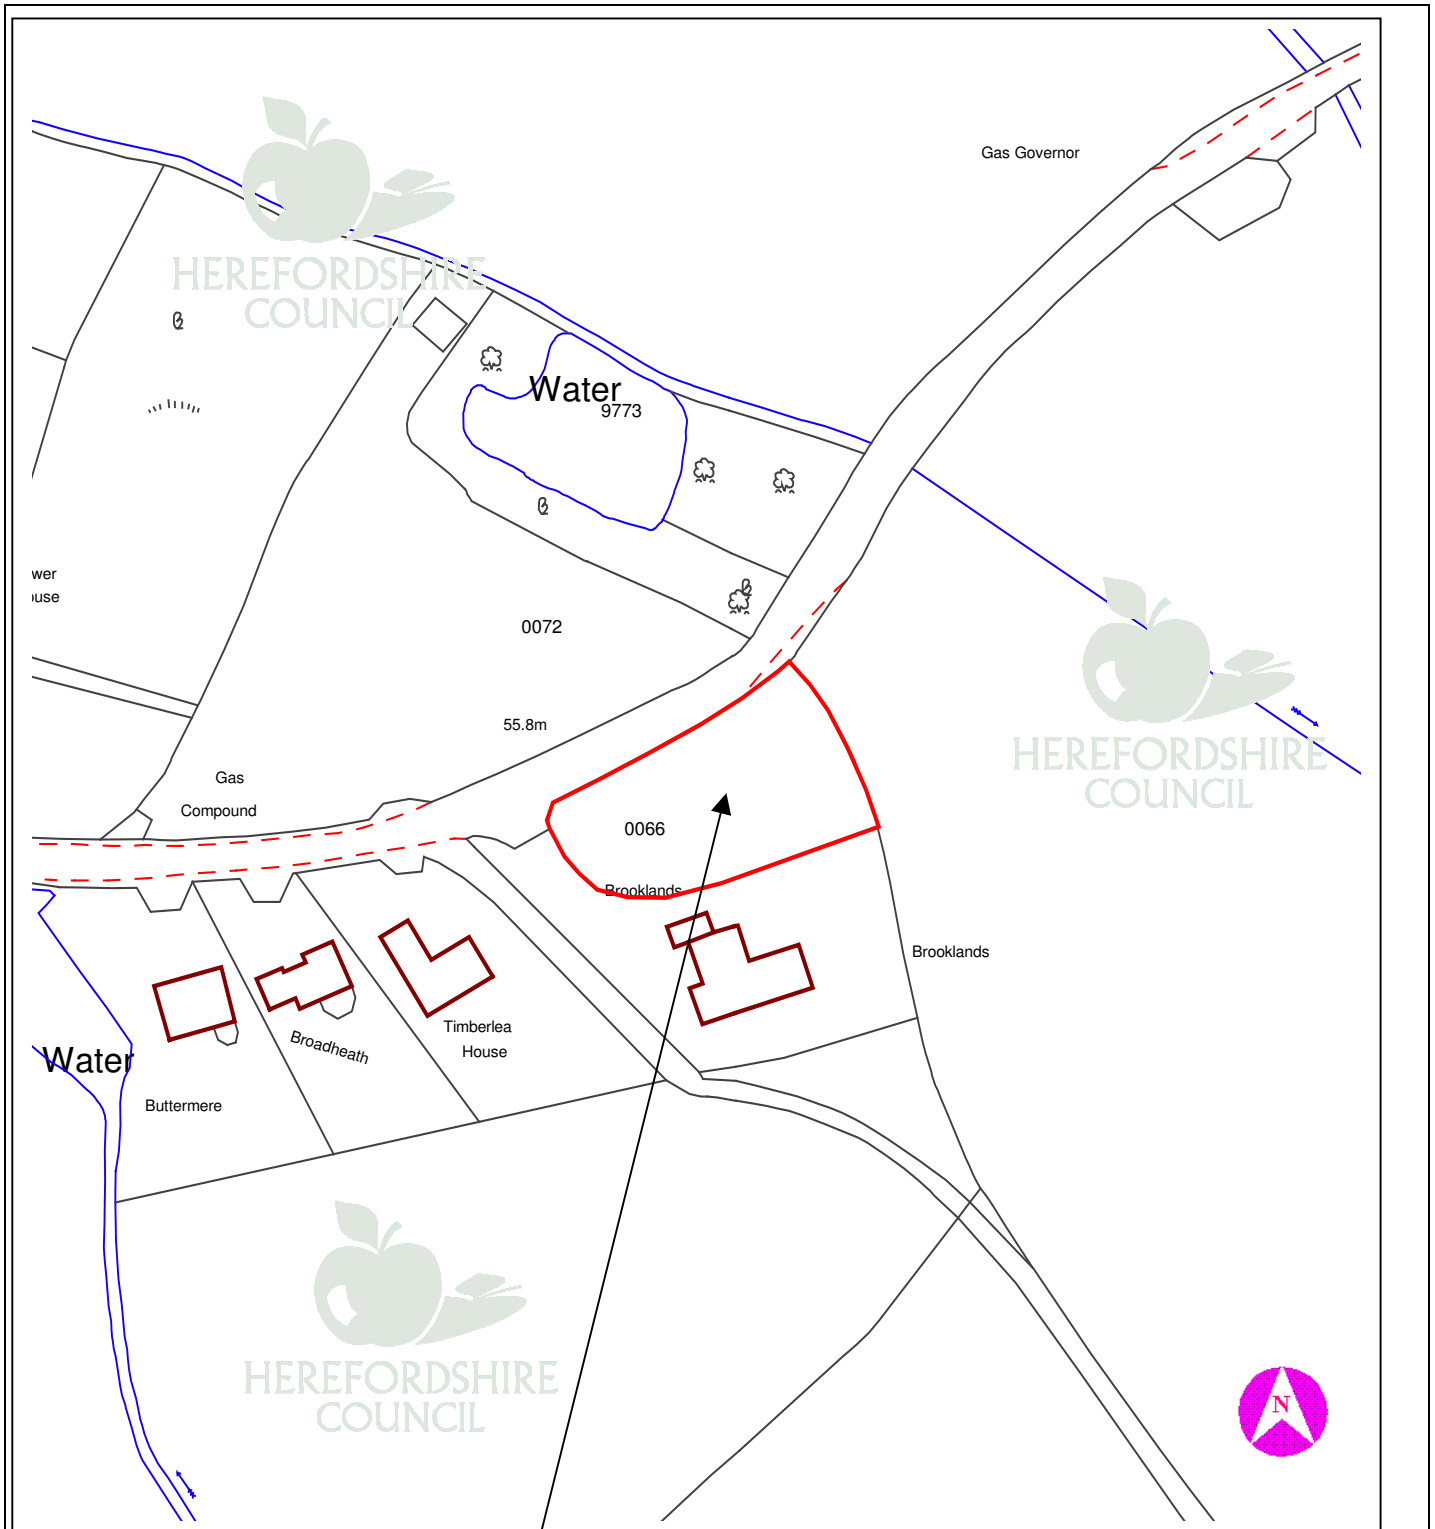 Gas Governor
HEREFORDSHIRE
COUNCIL
Water
9773
wer
ouse
0072
55.8m
HEREFORDSHIRE
COUNCIL
Gas
Compound
0066
Brooklands
Brooklands
Timberlea
House
Broadheath
Water
Buttermere
HEREFORDSHIRE
COUNCIL
N